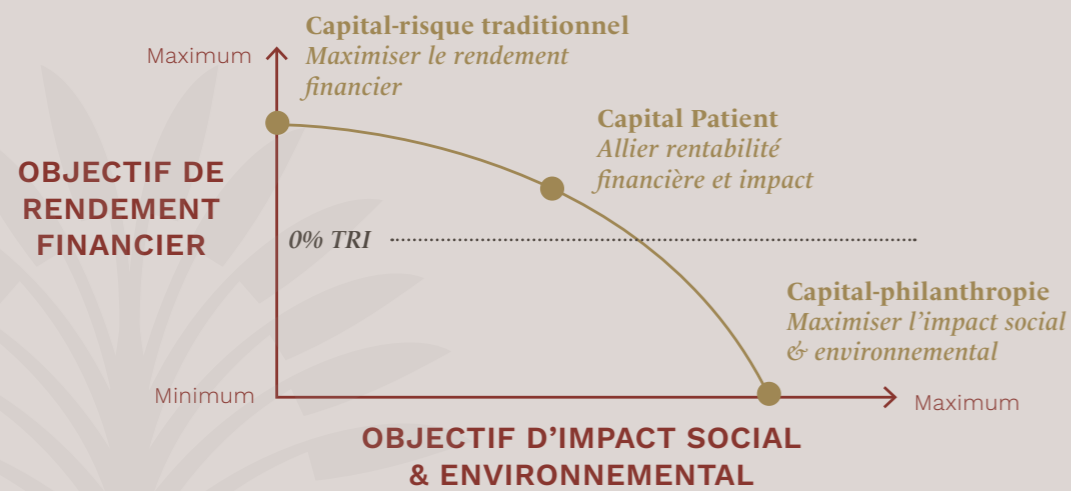 Capital-risque traditionnel
Maximiser le rendement
financier
Maximum
Capital Patient
Allier rentabilité
financière et impact
OBJECTIF DE
RENDEMENT
FINANCIER
0% TRI
Capital-philanthropie
Maximiser l’impact social
& environnemental
Minimum
Maximum
OBJECTIF D’IMPACT SOCIAL
& ENVIRONNEMENTAL